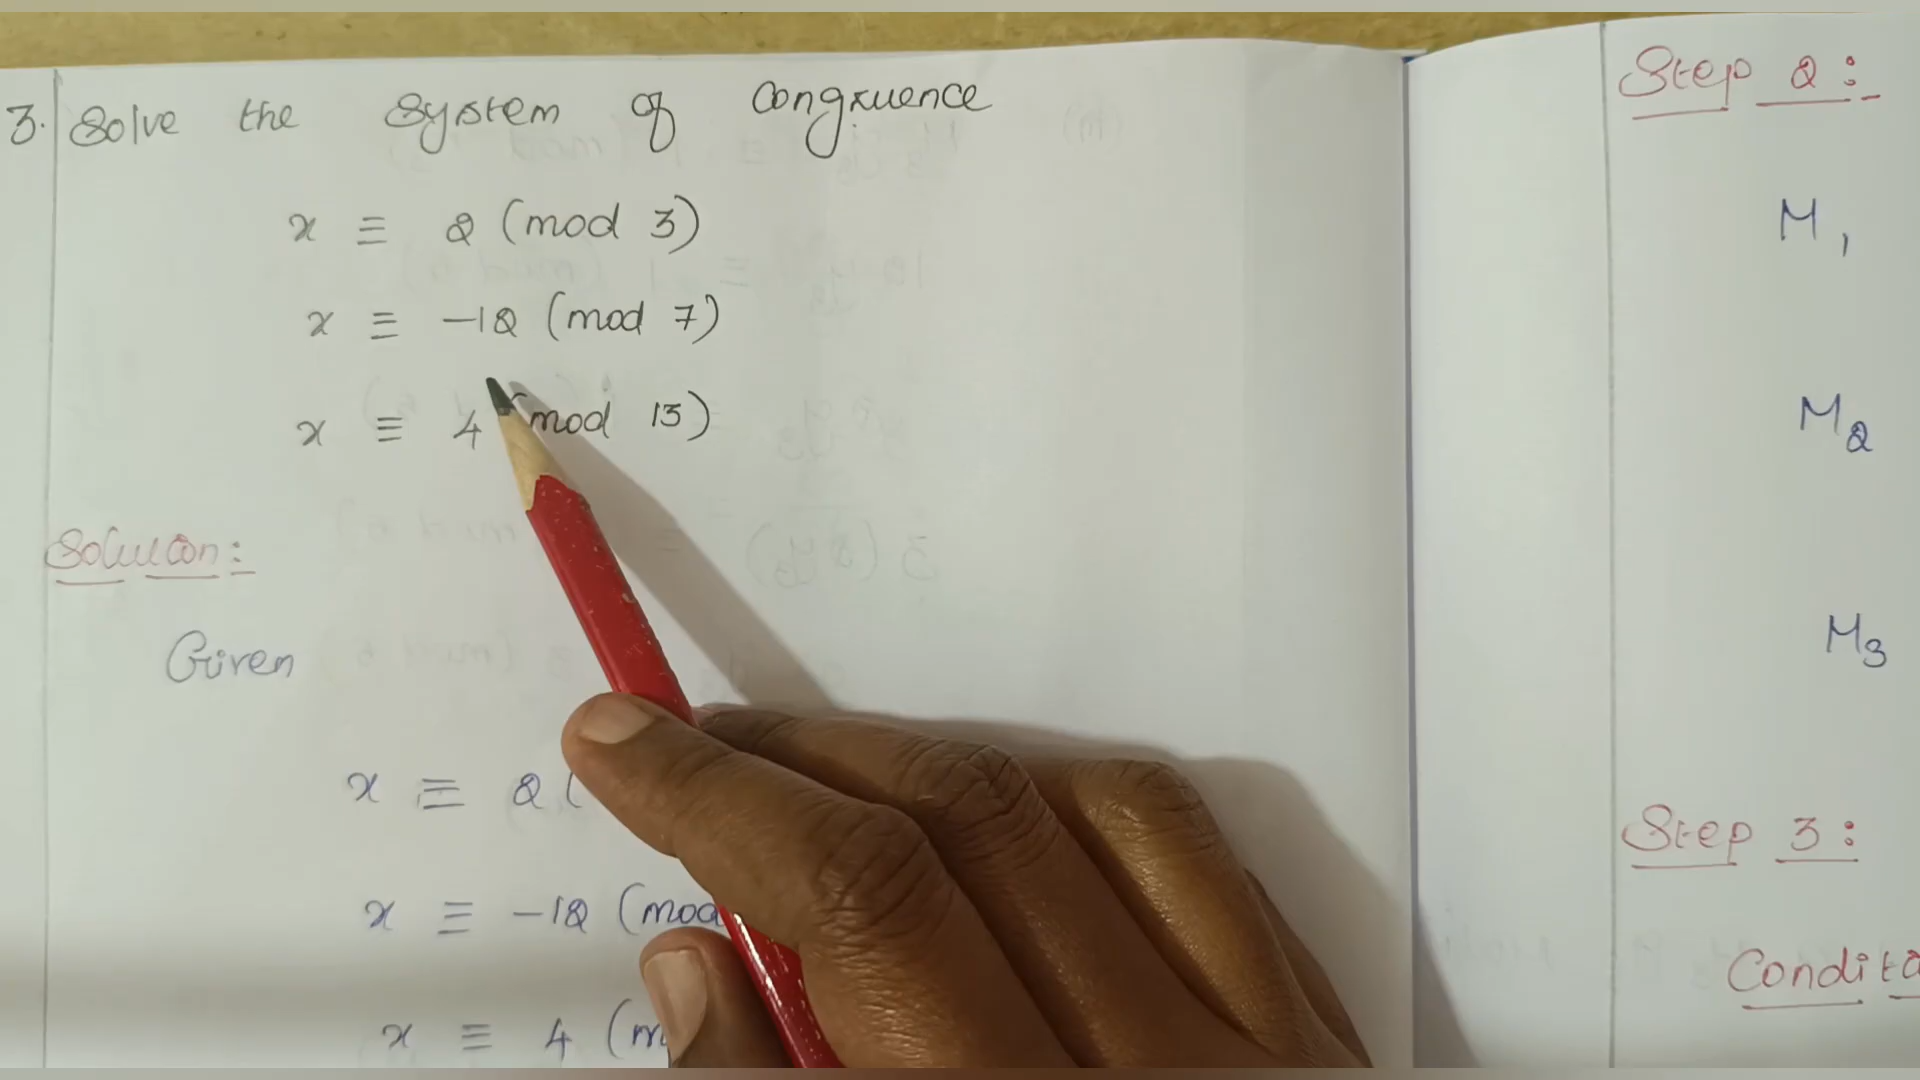 3. Solve the System of Congruence
x ≡ 2 (mod 3)
x ≡ -12 (mod 7)
x ≡ 4 (mod 15)
Solution:
Given
x ≡ 2 (
x ≡ -12 (mod
x ≡ 4 (m
Step 2:
M1
M2
M3
Step 3: